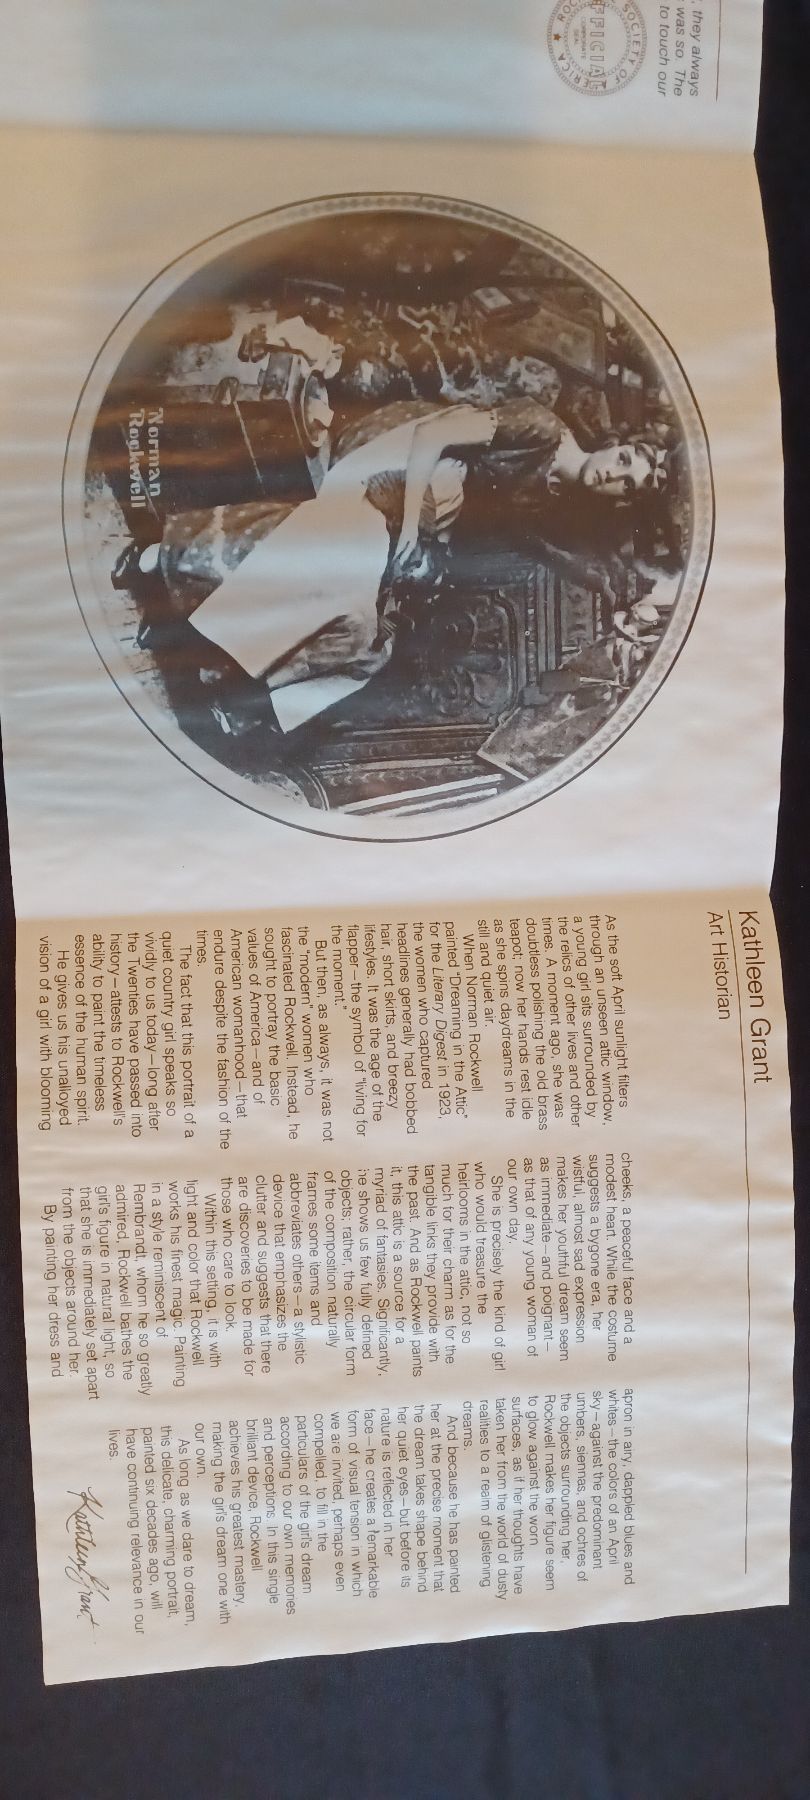 , they always
was so. The
to touch our
SOCIETY OF
OFFICIAL
CORPORATE
SEAL
Norman
Rockwell
Kathleen Grant
Art Historian
As the soft April sunlight filters
through an unseen attic window,
a young girl sits surrounded by
the relics of other lives and other
times. A moment ago, she was
doubtless polishing the old brass
teapot; now her hands rest idle
as she spins daydreams in the
still and quiet air.
When Norman Rockwell
painted "Dreaming in the Attic"
for the Literary Digest in 1923,
the women who captured
headlines generally had bobbed
hair, short skirts, and breezy
lifestyles. It was the age of the
flapper—the symbol of "living for
the moment."
But then, as always, it was not
the "modern" women who
fascinated Rockwell. Instead, he
sought to portray the basic
values of America—and of
American womanhood—that
endure despite the fashion of the
times.
The fact that this portrait of a
quiet country girl speaks so
vividly to us today—long after
the Twenties have passed into
history—attests to Rockwell's
ability to paint the timeless
essence of the human spirit.
He gives us his unalloyed
vision of a girl with blooming
cheeks, a peaceful face and a
modest heart. While the costume
suggests a bygone era, her
wistful, almost sad expression
makes her youthful dream seem
as immediate—and poignant—
as that of any young woman of
our own day.
She is precisely the kind of girl
who would treasure the
heirlooms in the attic, not so
much for their charm as for the
tangible links they provide with
the past. And as Rockwell paints
it, this attic is a source for a
myriad of fantasies. Significantly,
he shows us few fully defined
objects; rather, the circular form
of the composition naturally
frames some items and
abbreviates others—a stylistic
device that emphasizes the
clutter and suggests that there
are discoveries to be made for
those who care to look.
Within this setting, it is with
light and color that Rockwell
works his finest magic. Painting
in a style reminiscent of
Rembrandt, whom he so greatly
admired, Rockwell bathes the
girl's figure in natural light, so
that she is immediately set apart
from the objects around her.
By painting her dress and
apron in airy, dappled blues and
whites—the colors of an April
sky—against the predominant
umbers, siennas, and ochres of
the objects surrounding her,
Rockwell makes her figure seem
to glow against the worn
surfaces, as if her thoughts have
taken her from the world of dusty
realities to a realm of glistening
dreams.
And because he has painted
her at the precise moment that
the dream takes shape behind
her quiet eyes—but before its
nature is reflected in her
face—he creates a remarkable
form of visual tension in which
we are invited, perhaps even
compelled, to fill in the
particulars of the girl's dream
according to our own memories
and perceptions. In this single
brilliant device, Rockwell
achieves his greatest mastery,
making the girl's dream one with
our own.
As long as we dare to dream,
this delicate, charming portrait,
painted six decades ago, will
have continuing relevance in our
lives.
Kathleen Grant